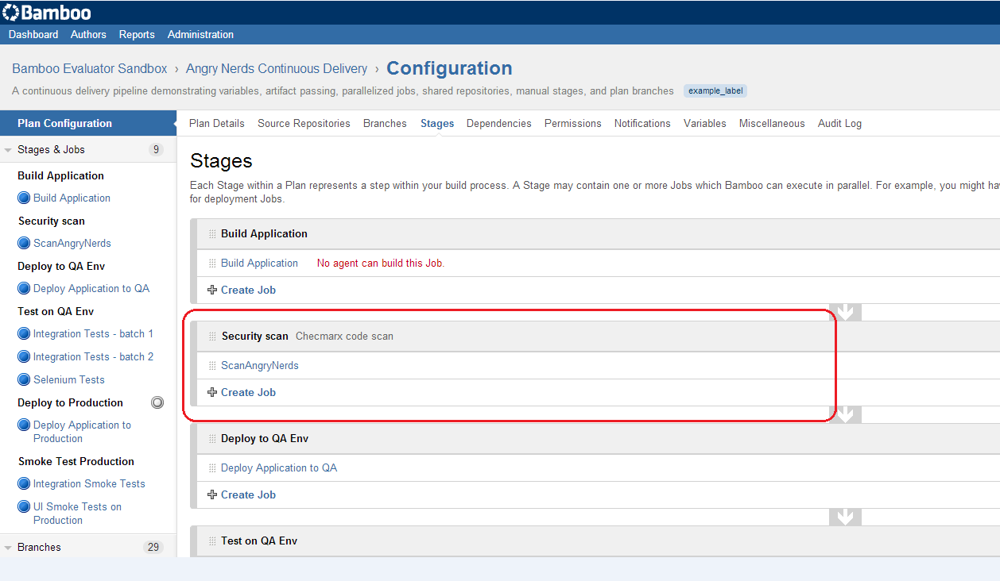 Bamboo
Dashboard Authors Reports Administration
Bamboo Evaluator Sandbox › Angry Nerds Continuous Delivery › Configuration
A continuous delivery pipeline demonstrating variables, artifact passing, parallelized jobs, shared repositories, manual stages, and plan branches example_label
Plan Configuration
Stages & Jobs 9
Build Application
Build Application
Security scan
ScanAngryNerds
Deploy to QA Env
Deploy Application to QA
Test on QA Env
Integration Tests - batch 1
Integration Tests - batch 2
Selenium Tests
Deploy to Production
Deploy Application to
Production
Smoke Test Production
Integration Smoke Tests
UI Smoke Tests on
Production
Branches 29
Plan Details Source Repositories Branches Stages Dependencies Permissions Notifications Variables Miscellaneous Audit Log
Stages
Each Stage within a Plan represents a step within your build process. A Stage may contain one or more Jobs which Bamboo can execute in parallel. For example, you might ha
for deployment Jobs.
Build Application
Build Application No agent can build this Job.
Create Job
Security scan Checmarx code scan
ScanAngryNerds
Create Job
Deploy to QA Env
Deploy Application to QA
Create Job
Test on QA Env